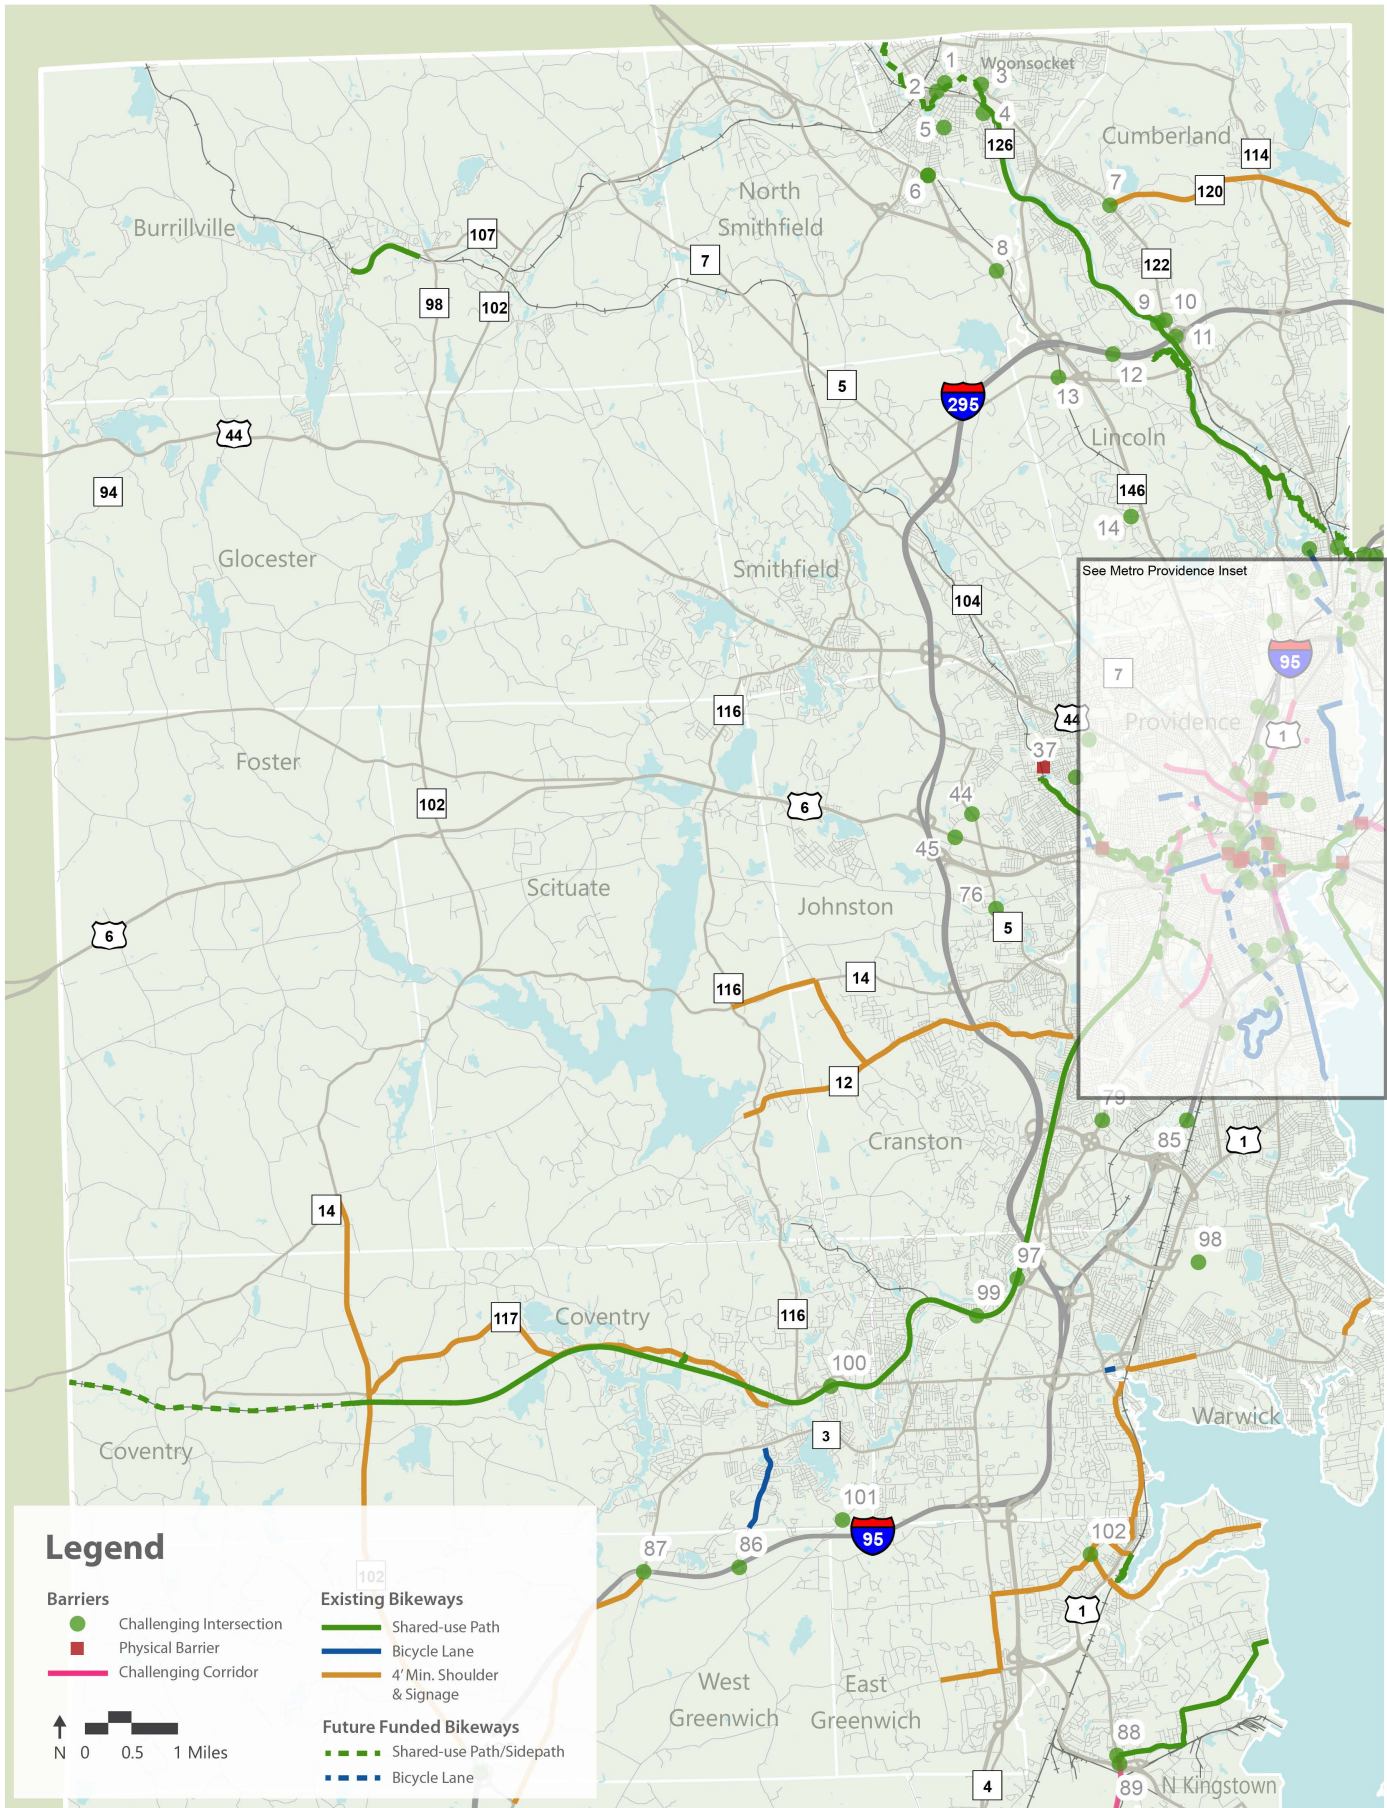 1
Woonsocket
2
3
4
5
126
Cumberland
114
7
120
6
North
Smithfield
Burrillville
107
7
8
122
98
102
9
10
11
12
5
13
295
44
Lincoln
94
146
14
Glocester
Smithfield
See Metro Providence Inset
104
95
7
116
44
Providence
1
37
Foster
102
6
44
45
Scituate
76
Johnston
5
6
116
14
12
79
Cranston
85
1
14
97
98
99
117
Coventry
116
100
Warwick
3
Coventry
101
95
102
87
86
102
1
West
Greenwich
East
Greenwich
88
4
89
N Kingstown
Legend
Barriers
Challenging Intersection
Physical Barrier
Challenging Corridor
N 0 0.5 1 Miles
Existing Bikeways
Shared-use Path
Bicycle Lane
4' Min. Shoulder
& Signage
Future Funded Bikeways
Shared-use Path/Sidepath
Bicycle Lane